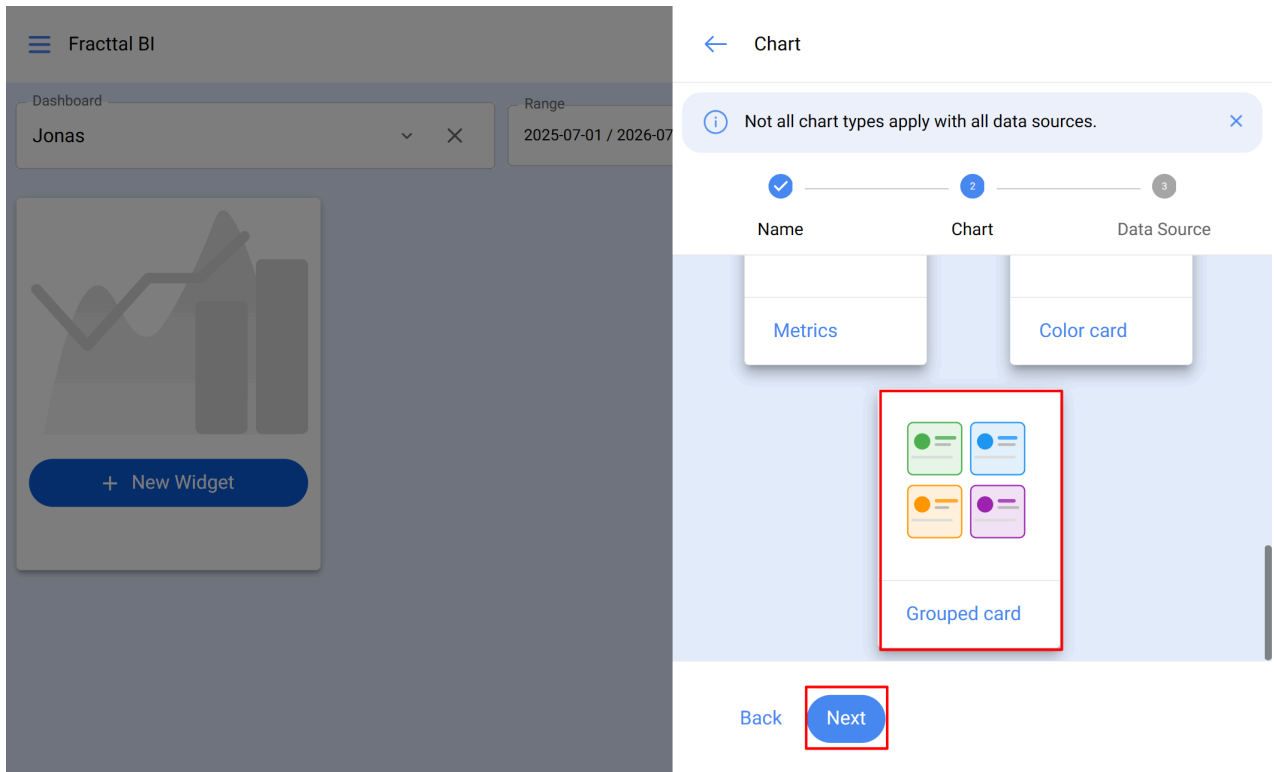 Fracttal BI
Dashboard
Jonas
Range
2025-07-01 / 2026-07
New Widget
Chart
Not all chart types apply with all data sources.
2
3
Name
Chart
Data Source
Metrics
Color card
Grouped card
Back
Next